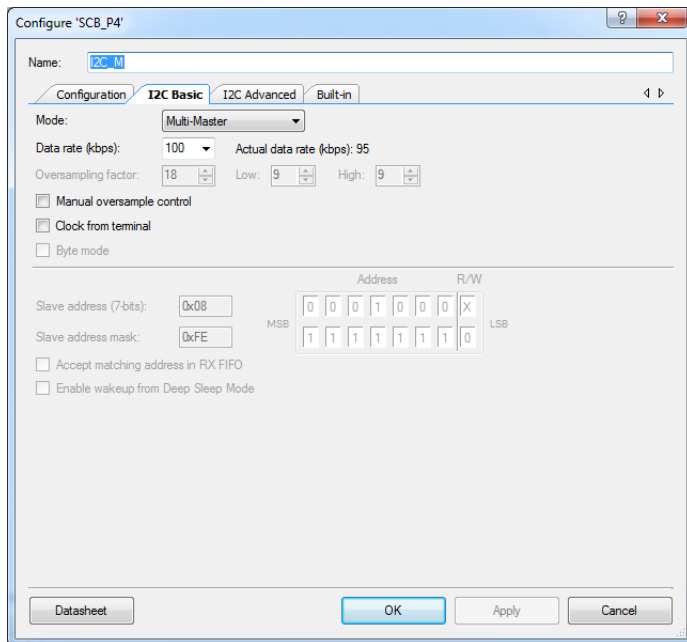 Configure 'SCB_P4'
Name: I2C_M
Configuration I2C Basic I2C Advanced Built-in
Mode: Multi-Master
Data rate (kbps): 100 Actual data rate (kbps): 95
Oversampling factor: 18 Low: 9 High: 9
Manual oversample control
Clock from terminal
Byte mode
Address R/W
Slave address (7-bits): 0x08 MSB 0 0 0 1 0 0 0 X LSB
Slave address mask: 0xFE 1 1 1 1 1 1 1 0
Accept matching address in RX FIFO
Enable wakeup from Deep Sleep Mode
Datasheet OK Apply Cancel